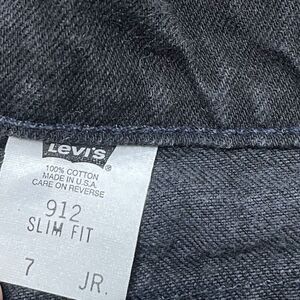 LEVI'S ®
100% COTTON
MADE IN U.S.A.
CARE ON REVERSE
912
SLIM FIT
7 JR.